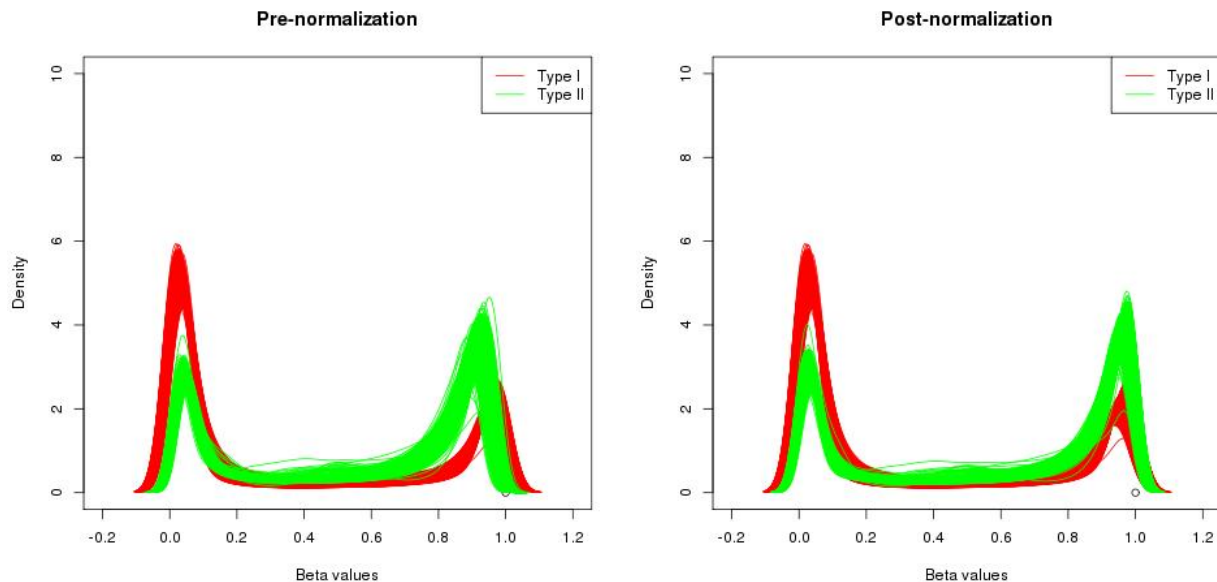 Pre-normalization
Type I
Type II
Density
10
8
6
4
2
0
-0.2 0.0 0.2 0.4 0.6 0.8 1.0 1.2
Beta values
Post-normalization
Type I
Type II
Density
10
8
6
4
2
0
-0.2 0.0 0.2 0.4 0.6 0.8 1.0 1.2
Beta values